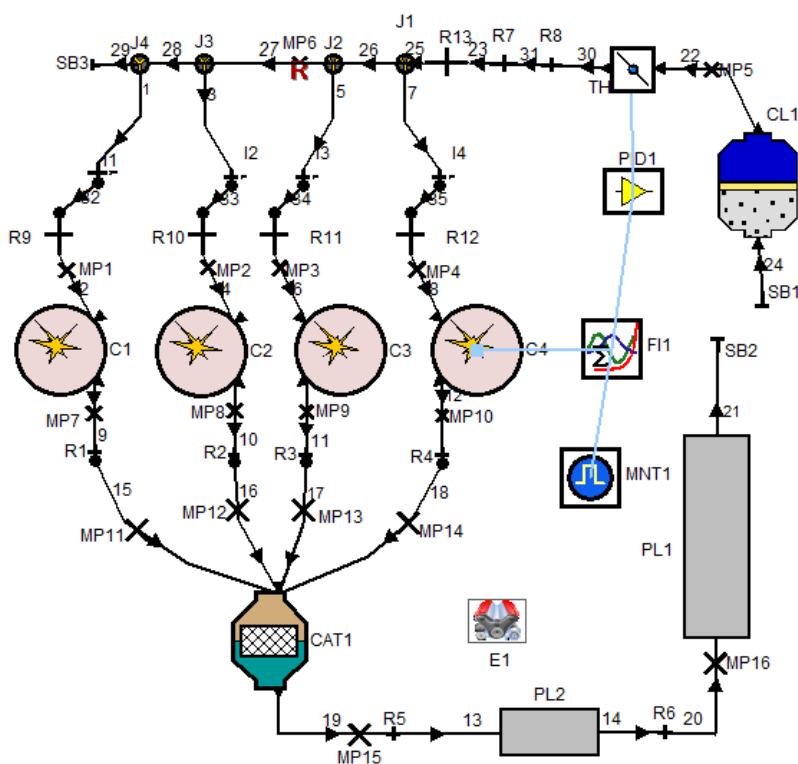 J1
29 J4 28 J3 27 MP6 J2 26 25 R13 23 R7 31 R8 30 22
SB3 R TH MP5
1 3 5 7 CL1
I1 I2 I3 I4 PID1
32 33 34 35
R9 R10 R11 R12
24
MP1 MP2 MP3 MP4
2 4 6 8 SB1
C1 C2 C3 C4 FI1 SB2
MP7 MP8 MP9 12 MP10
21
9 10 11
R1 R2 R3 R4 MNT1
15 16 17 18
MP11 MP12 MP13 MP14
PL1
CAT1
E1 MP16
PL2
19 R5 13 14 R6 20
MP15